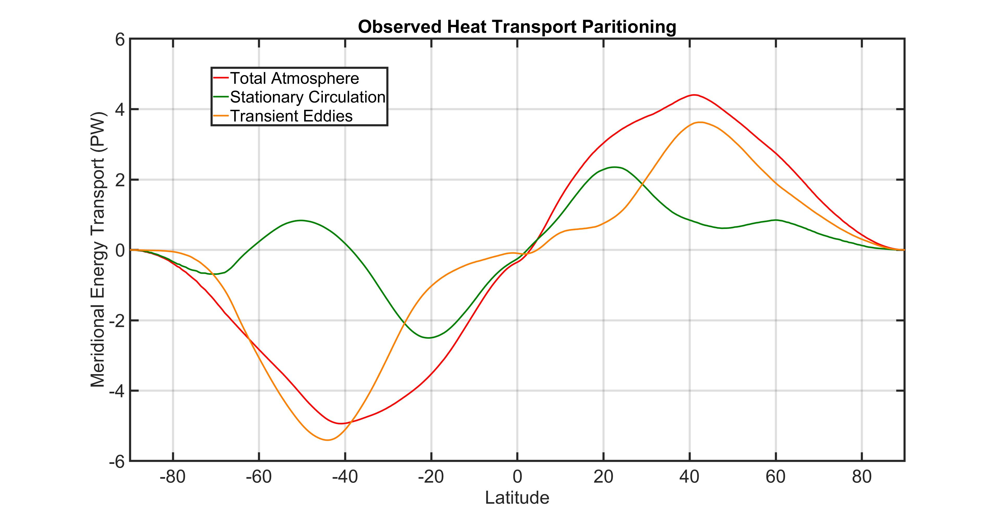 Observed Heat Transport Paritioning
Total Atmosphere
Stationary Circulation
Transient Eddies
Meridional Energy Transport (PW)
6
4
2
0
-2
-4
-6
-80 -60 -40 -20 0 20 40 60 80
Latitude